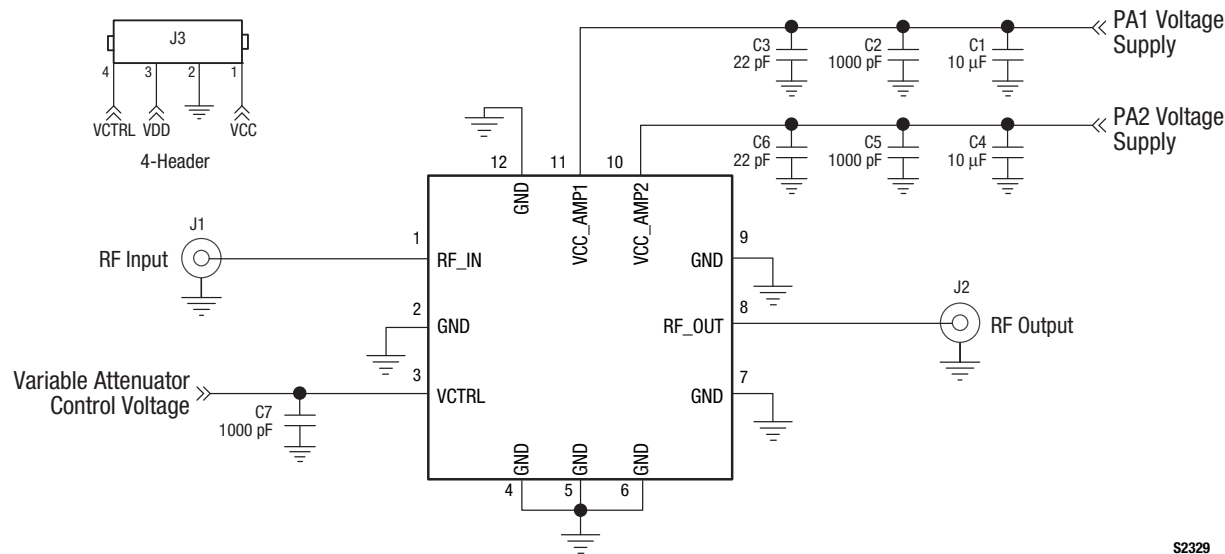 J3
4 3 2 1
VCTRL VDD VCC
4-Header
PA1 Voltage
Supply
C3
22 pF
C2
1000 pF
C1
10 µF
PA2 Voltage
Supply
C6
22 pF
C5
1000 pF
C4
10 µF
12 11 10
GND VCC_AMP1 VCC_AMP2
J1
RF Input
1
RF_IN
9
GND
2
GND
8
RF_OUT
J2
RF Output
Variable Attenuator
Control Voltage
3
VCTRL
7
GND
C7
1000 pF
GND GND GND
4 5 6
S2329